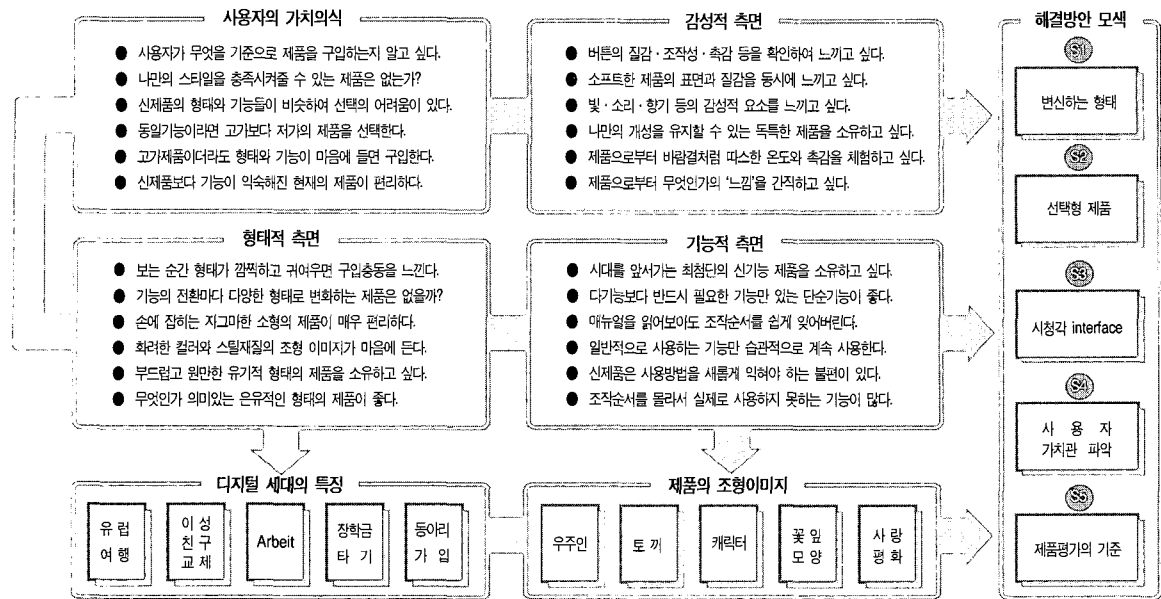 사용자의 가치의식
● 사용자가 무엇을 기준으로 제품을 구입하는지 알고 싶다.
● 나만의 스타일을 충족시켜줄 수 있는 제품은 없는가?
● 신제품의 형태와 기능들이 비슷하여 선택의 어려움이 있다.
● 동일기능이라면 고가보다 저가의 제품을 선택한다.
● 고가제품이더라도 형태와 기능이 마음에 들면 구입한다.
● 신제품보다 기능이 익숙해진 현재의 제품이 편리하다.
감성적 측면
● 버튼의 질감·조작성·촉감 등을 확인하여 느끼고 싶다.
● 소프트한 제품의 표면과 질감을 동시에 느끼고 싶다.
● 빛·소리·향기 등의 감성적 요소를 느끼고 싶다.
● 나만의 개성을 유지할 수 있는 독특한 제품을 소유하고 싶다.
● 제품으로부터 바람결처럼 따스한 온도와 촉감을 체험하고 싶다.
● 제품으로부터 무엇인가의 '느낌'을 간직하고 싶다.
형태적 측면
● 보는 순간 형태가 깜찍하고 귀여우면 구입충동을 느낀다.
● 기능의 전환마다 다양한 형태로 변화하는 제품은 없을까?
● 손에 잡히는 자그마한 소형의 제품이 매우 편리하다.
● 화려한 컬러와 스틸재질의 조형 이미지가 마음에 든다.
● 부드럽고 원만한 유기적 형태의 제품을 소유하고 싶다.
● 무엇인가 의미있는 은유적인 형태의 제품이 좋다.
기능적 측면
● 시대를 앞서가는 최첨단의 신기능 제품을 소유하고 싶다.
● 다기능보다 반드시 필요한 기능만 있는 단순기능이 좋다.
● 매뉴얼을 읽어보아도 조작순서를 쉽게 잊어버린다.
● 일반적으로 사용하는 기능만 습관적으로 계속 사용한다.
● 신제품은 사용방법을 새롭게 익혀야 하는 불편이 있다.
● 조작순서를 몰라서 실제로 사용하지 못하는 기능이 많다.
디지털 세대의 특징
유럽
여행
이성
친구
교제
Arbeit
장학금
타기
동아리
가입
제품의 조형이미지
우주인
토끼
캐릭터
꽃잎
모양
사랑
평화
해결방안 모색
S1
변신하는 형태
S2
선택형 제품
S3
시청각 interface
S4
사용자
가치관 파악
S5
제품평가의 기준